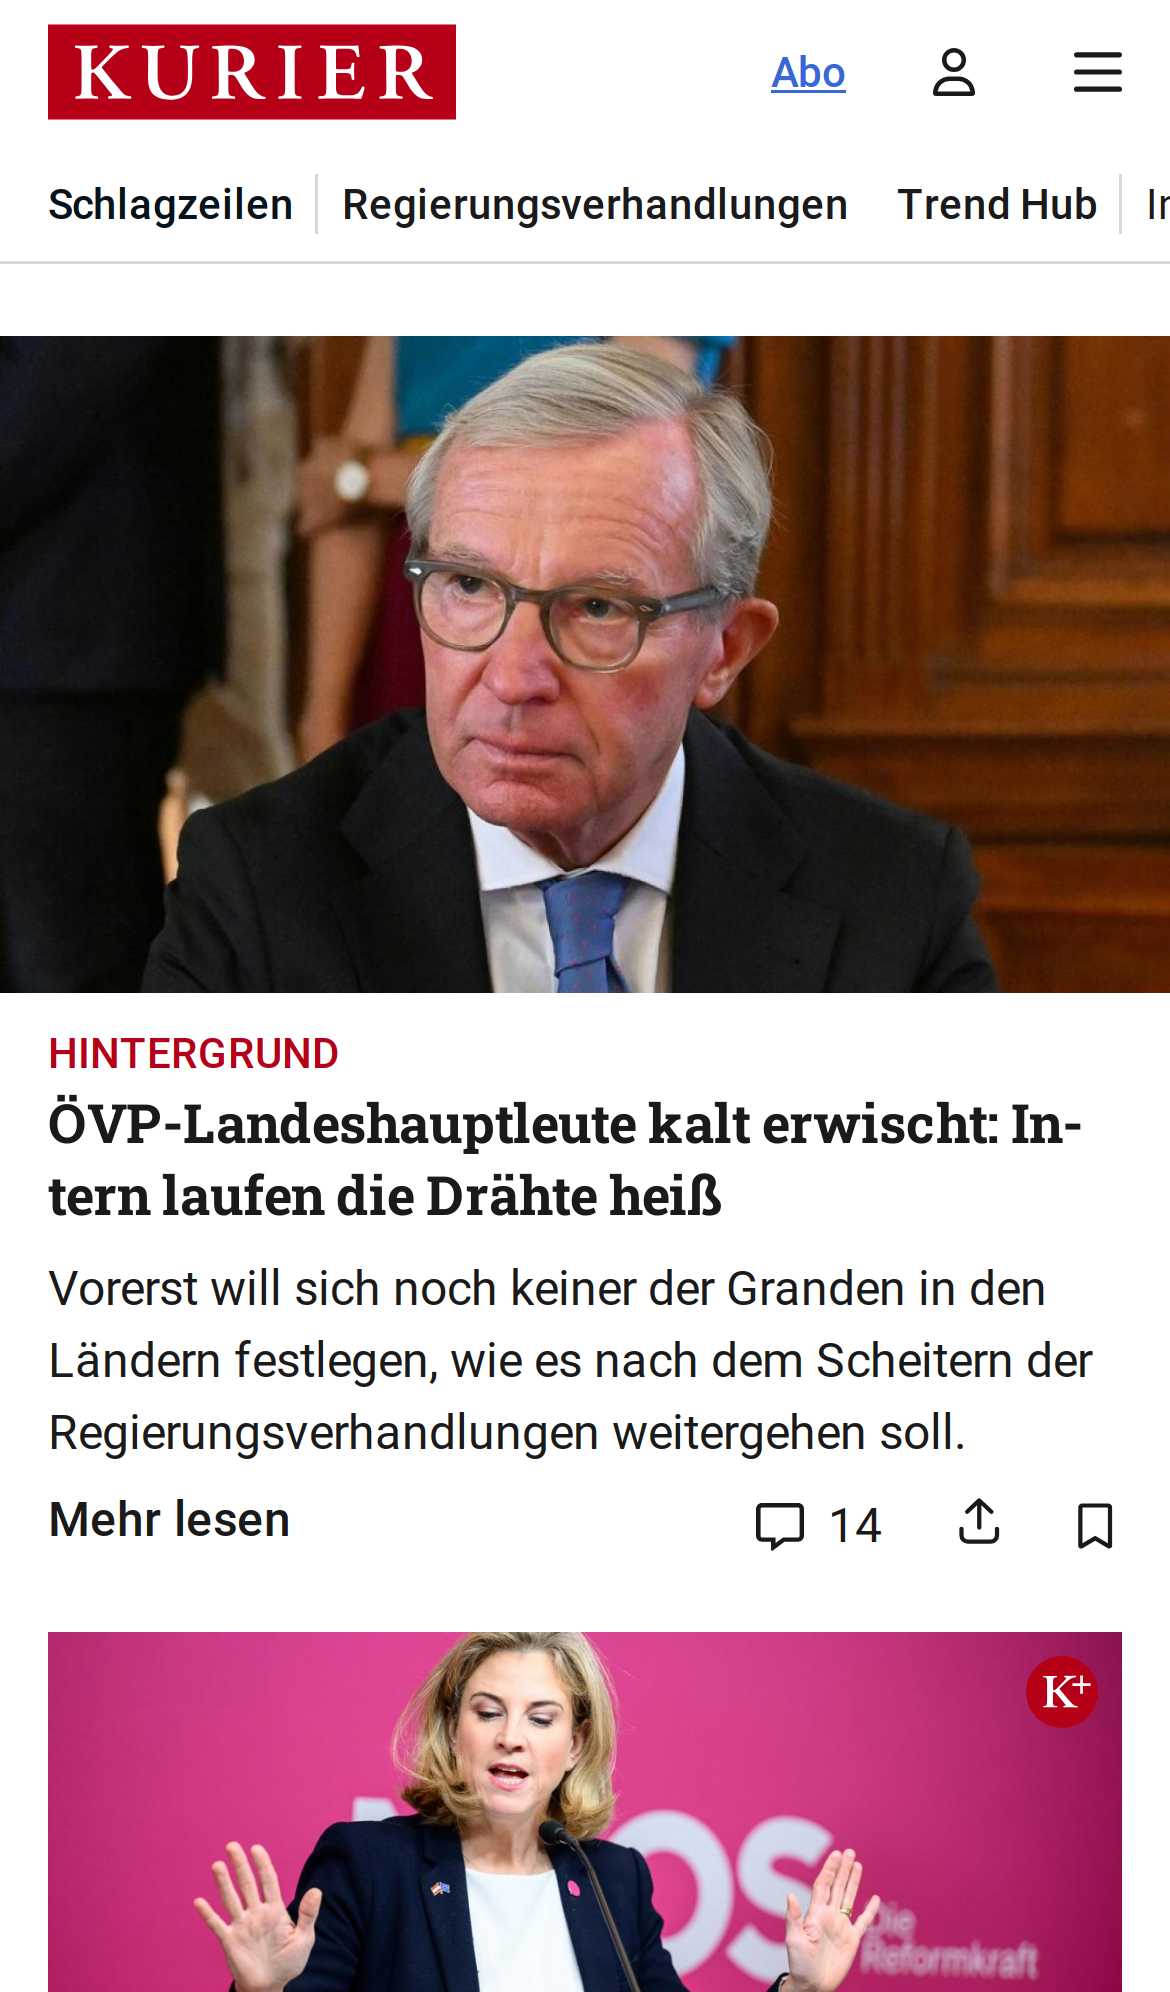 KURIER
Abo
Schlagzeilen
Regierungsverhandlungen
Trend Hub
HINTERGRUND
ÖVP-Landeshauptleute kalt erwischt: In-
tern laufen die Drähte heiß
Vorerst will sich noch keiner der Granden in den
Ländern festlegen, wie es nach dem Scheitern der
Regierungsverhandlungen weitergehen soll.
Mehr lesen
14
K+
Die
Reformkraft